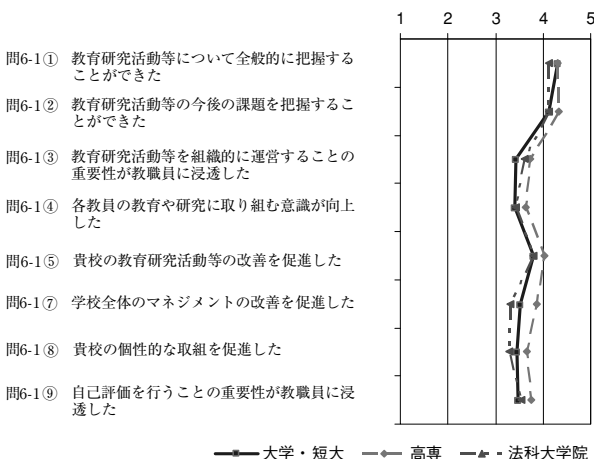 1 2 3 4 5
問6-1① 教育研究活動等について全般的に把握する
ことができた
問6-1② 教育研究活動等の今後の課題を把握するこ
とができた
問6-1③ 教育研究活動等を組織的に運営することの
重要性が教職員に浸透した
問6-1④ 各教員の教育や研究に取り組む意識が向上
した
問6-1⑤ 貴校の教育研究活動等の改善を促進した
問6-1⑦ 学校全体のマネジメントの改善を促進した
問6-1⑧ 貴校の個性的な取組を促進した
問6-1⑨ 自己評価を行うことの重要性が教職員に浸
透した
大学・短大 高専 法科大学院